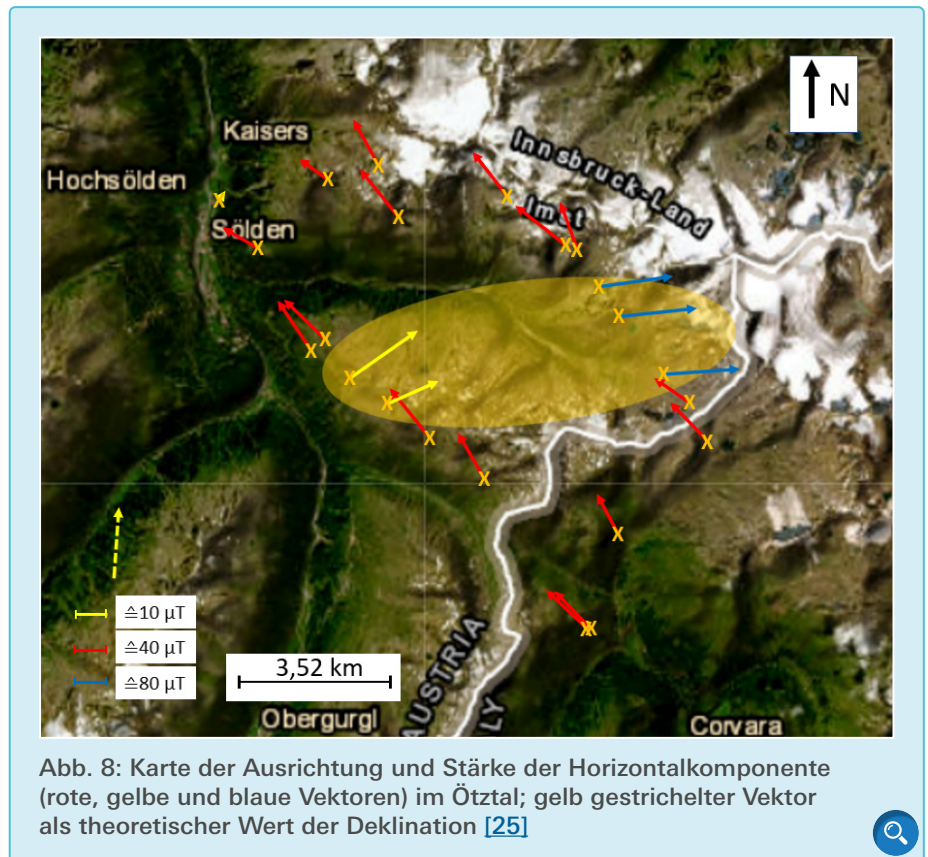 N
Kaisers
Innsbruck-Land
Hochsölden
Imst
Sölden
≙10 µT
≙40 µT
≙80 µT
3,52 km
AUSTRIA
LY
Obergurgl
Corvara
Abb. 8: Karte der Ausrichtung und Stärke der Horizontalkomponente
(rote, gelbe und blaue Vektoren) im Ötztal; gelb gestrichelter Vektor
als theoretischer Wert der Deklination [25]